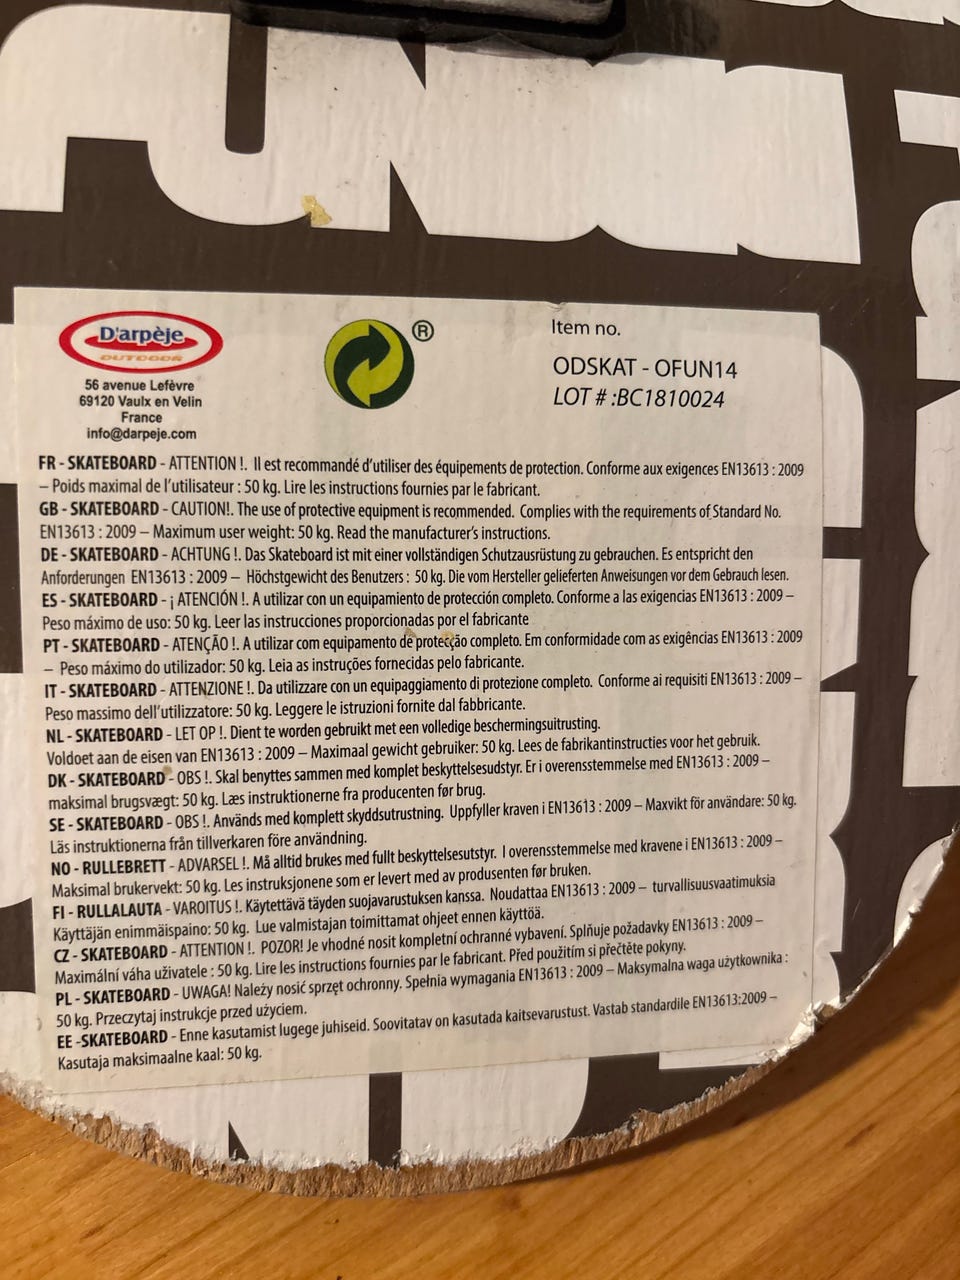 FUNBEE
D'arpèje
OUTDOOR
56 avenue Lefèvre
69120 Vaulx en Velin
France
info@darpeje.com
®
Item no.
ODSKAT - OFUN14
LOT # :BC1810024
FR - SKATEBOARD - ATTENTION !. Il est recommandé d'utiliser des équipements de protection. Conforme aux exigences EN13613 : 2009
– Poids maximal de l'utilisateur : 50 kg. Lire les instructions fournies par le fabricant.
GB - SKATEBOARD - CAUTION!. The use of protective equipment is recommended. Complies with the requirements of Standard No.
EN13613 : 2009 – Maximum user weight: 50 kg. Read the manufacturer's instructions.
DE - SKATEBOARD - ACHTUNG !. Das Skateboard ist mit einer vollständigen Schutzausrüstung zu gebrauchen. Es entspricht den
Anforderungen EN13613 : 2009 – Höchstgewicht des Benutzers : 50 kg. Die vom Hersteller gelieferten Anweisungen vor dem Gebrauch lesen.
ES - SKATEBOARD - ¡ ATENCIÓN !. A utilizar con un equipamiento de protección completo. Conforme a las exigencias EN13613 : 2009 –
Peso máximo de uso: 50 kg. Leer las instrucciones proporcionadas por el fabricante
PT - SKATEBOARD - ATENÇÃO !. A utilizar com equipamento de protecção completo. Em conformidade com as exigências EN13613 : 2009
– Peso máximo do utilizador: 50 kg. Leia as instruções fornecidas pelo fabricante.
IT - SKATEBOARD - ATTENZIONE !. Da utilizzare con un equipaggiamento di protezione completo. Conforme ai requisiti EN13613 : 2009 –
Peso massimo dell'utilizzatore: 50 kg. Leggere le istruzioni fornite dal fabbricante.
NL - SKATEBOARD - LET OP !. Dient te worden gebruikt met een volledige beschermingsuitrusting.
Voldoet aan de eisen van EN13613 : 2009 – Maximaal gewicht gebruiker: 50 kg. Lees de fabrikantinstructies voor het gebruik.
DK - SKATEBOARD - OBS !. Skal benyttes sammen med komplet beskyttelsesudstyr. Er i overensstemmelse med EN13613 : 2009 –
maksimal brugsvægt: 50 kg. Læs instruktionerne fra producenten før brug.
SE - SKATEBOARD - OBS !. Används med komplett skyddsutrustning. Uppfyller kraven i EN13613 : 2009 – Maxvikt för användare: 50 kg.
Läs instruktionerna från tillverkaren före användning.
NO - RULLEBRETT - ADVARSEL !. Må alltid brukes med fullt beskyttelsesutstyr. I overensstemmelse med kravene i EN13613 : 2009 –
Maksimal brukervekt: 50 kg. Les instruksjonene som er levert med av produsenten før bruken.
FI - RULLALAUTA - VAROITUS !. Käytettävä täyden suojavarustuksen kanssa. Noudattaa EN13613 : 2009 – turvallisuusvaatimuksia
Käyttäjän enimmäispaino: 50 kg. Lue valmistajan toimittamat ohjeet ennen käyttöä.
CZ - SKATEBOARD - ATTENTION !. POZOR! Je vhodné nosit kompletní ochranné vybavení. Splňuje požadavky EN13613 : 2009 –
Maximální váha uživatele : 50 kg. Lire les instructions fournies par le fabricant. Před použitím si přečtěte pokyny.
PL - SKATEBOARD - UWAGA! Należy nosić sprzęt ochronny. Spełnia wymagania EN13613 : 2009 – Maksymalna waga użytkownika :
50 kg. Przeczytaj instrukcje przed użyciem.
EE -SKATEBOARD - Enne kasutamist lugege juhiseid. Soovitatav on kasutada kaitsevarustust. Vastab standardile EN13613:2009 –
Kasutaja maksimaalne kaal: 50 kg.